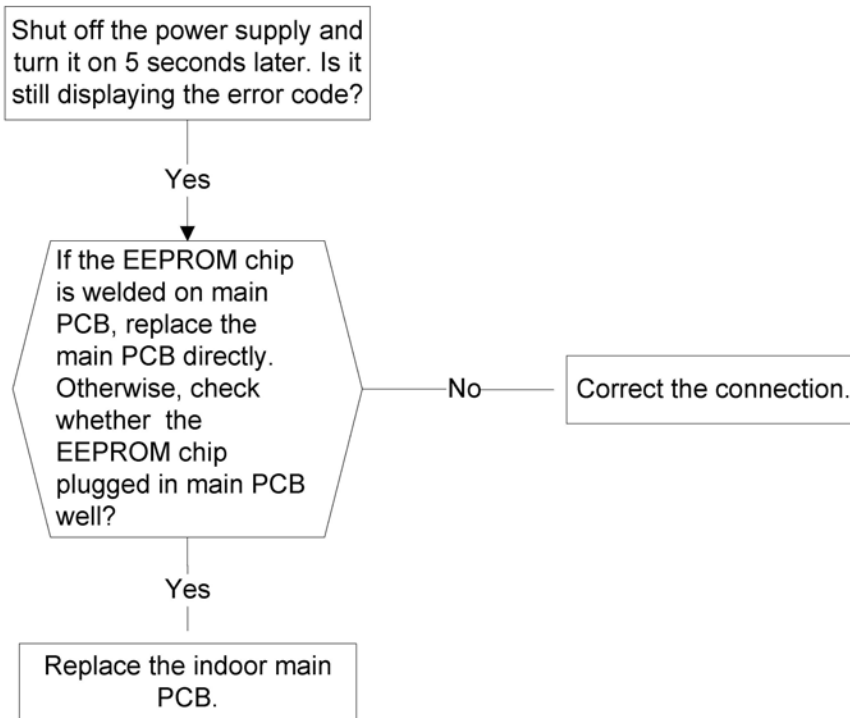 Shut off the power supply and
turn it on 5 seconds later. Is it
still displaying the error code?
Yes
If the EEPROM chip
is welded on main
PCB, replace the
main PCB directly.
Otherwise, check
whether the
EEPROM chip
plugged in main PCB
well?
No
Correct the connection.
Yes
Replace the indoor main
PCB.